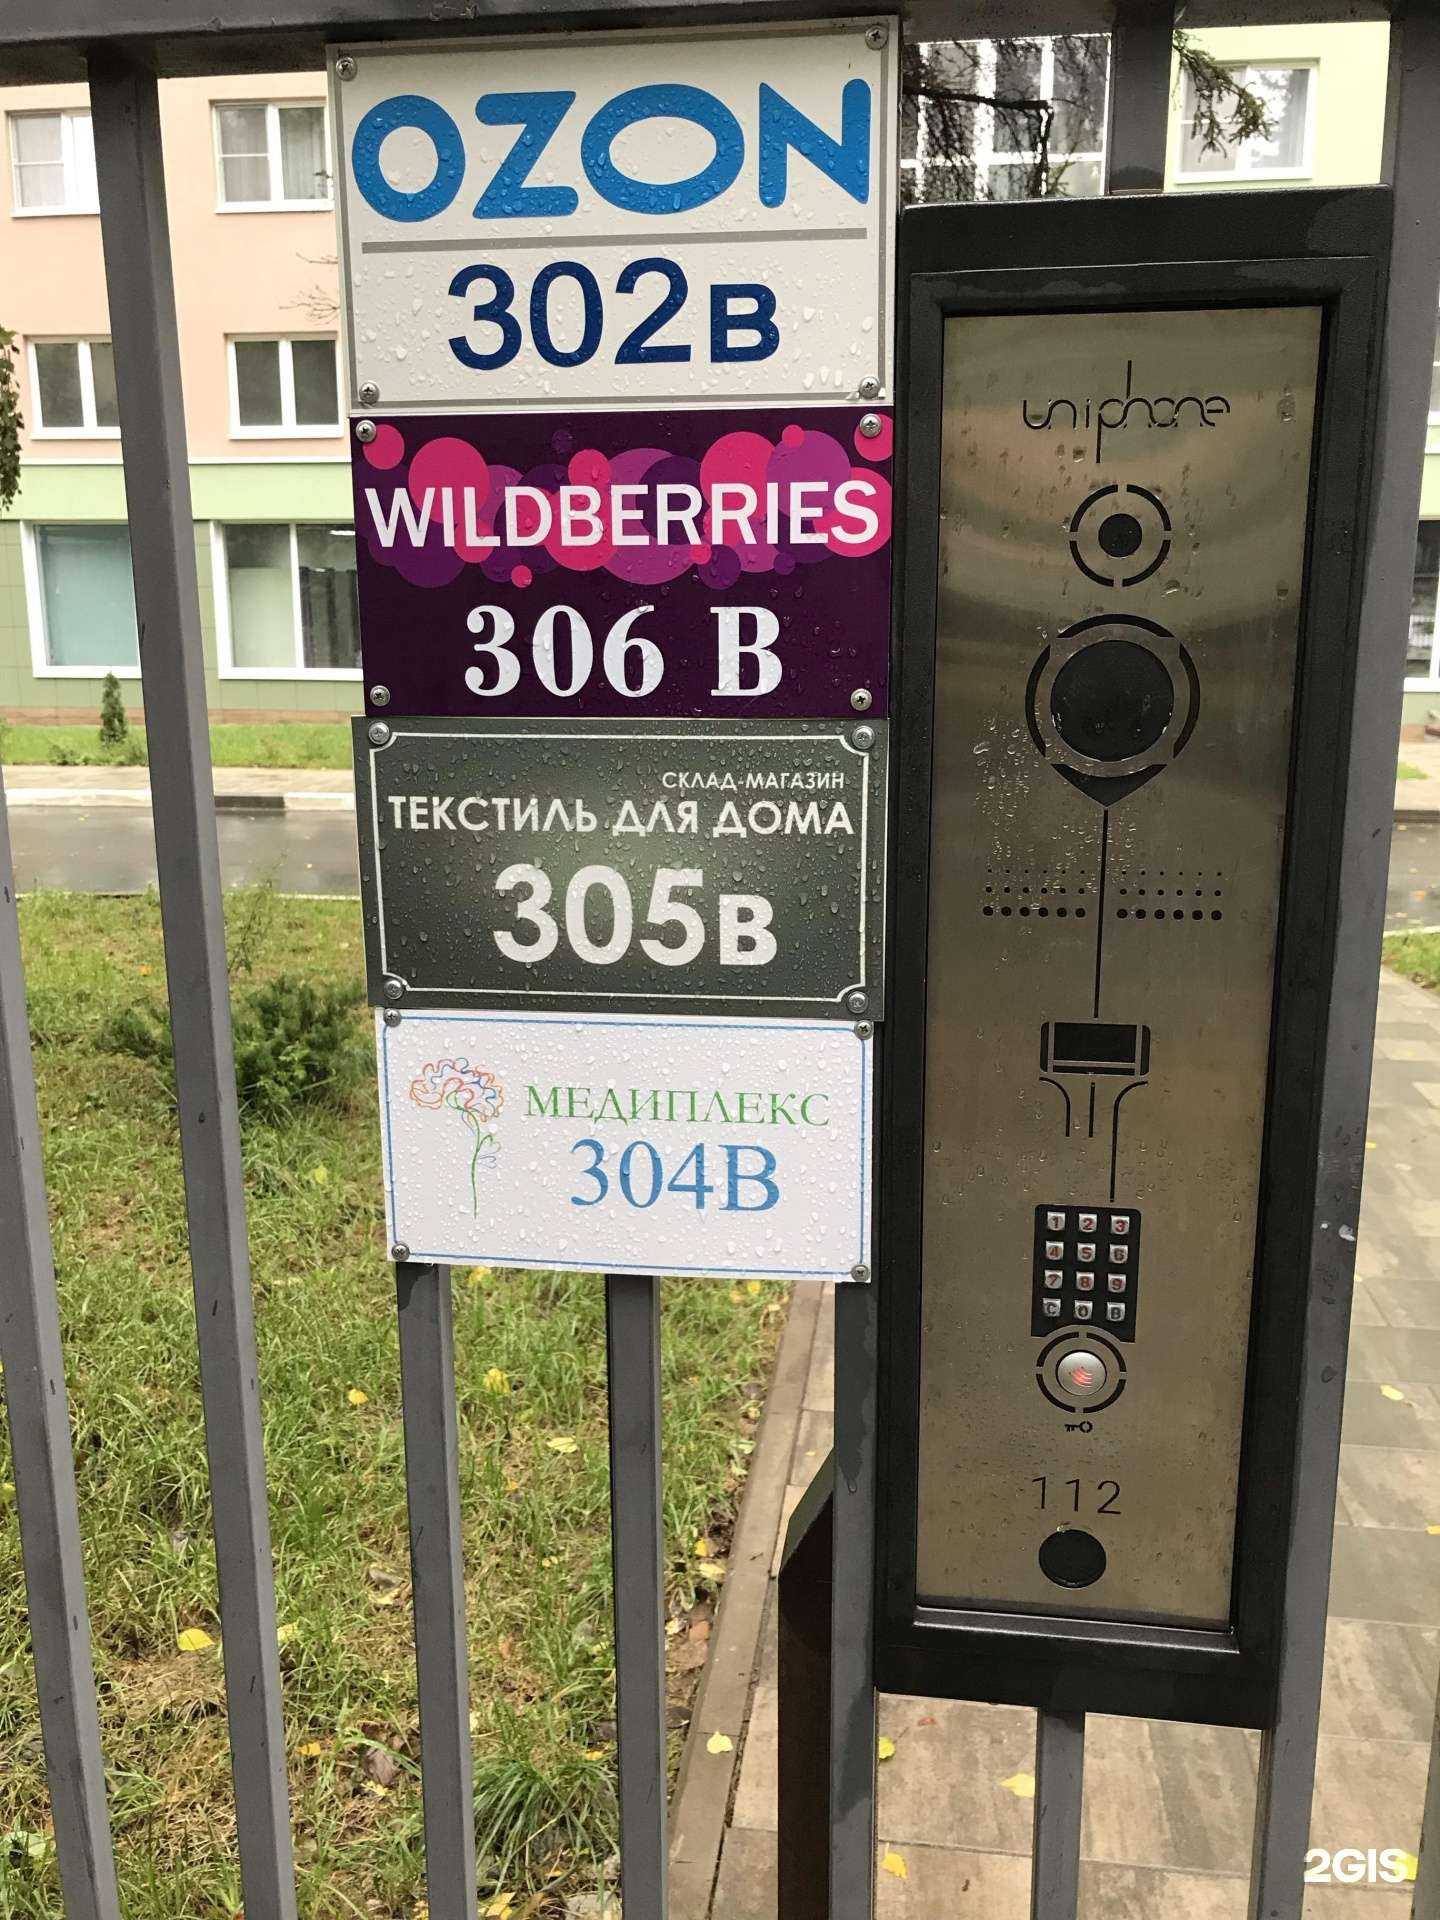 OZON
302В
WILDBERRIES
306 В
СКЛАД-МАГАЗИН
ТЕКСТИЛЬ ДЛЯ ДОМА
305В
МЕДИПЛЕКС
304В
uniphone
1 2 3
4 5 6
7 8 9
C 0 B
112
2GIS